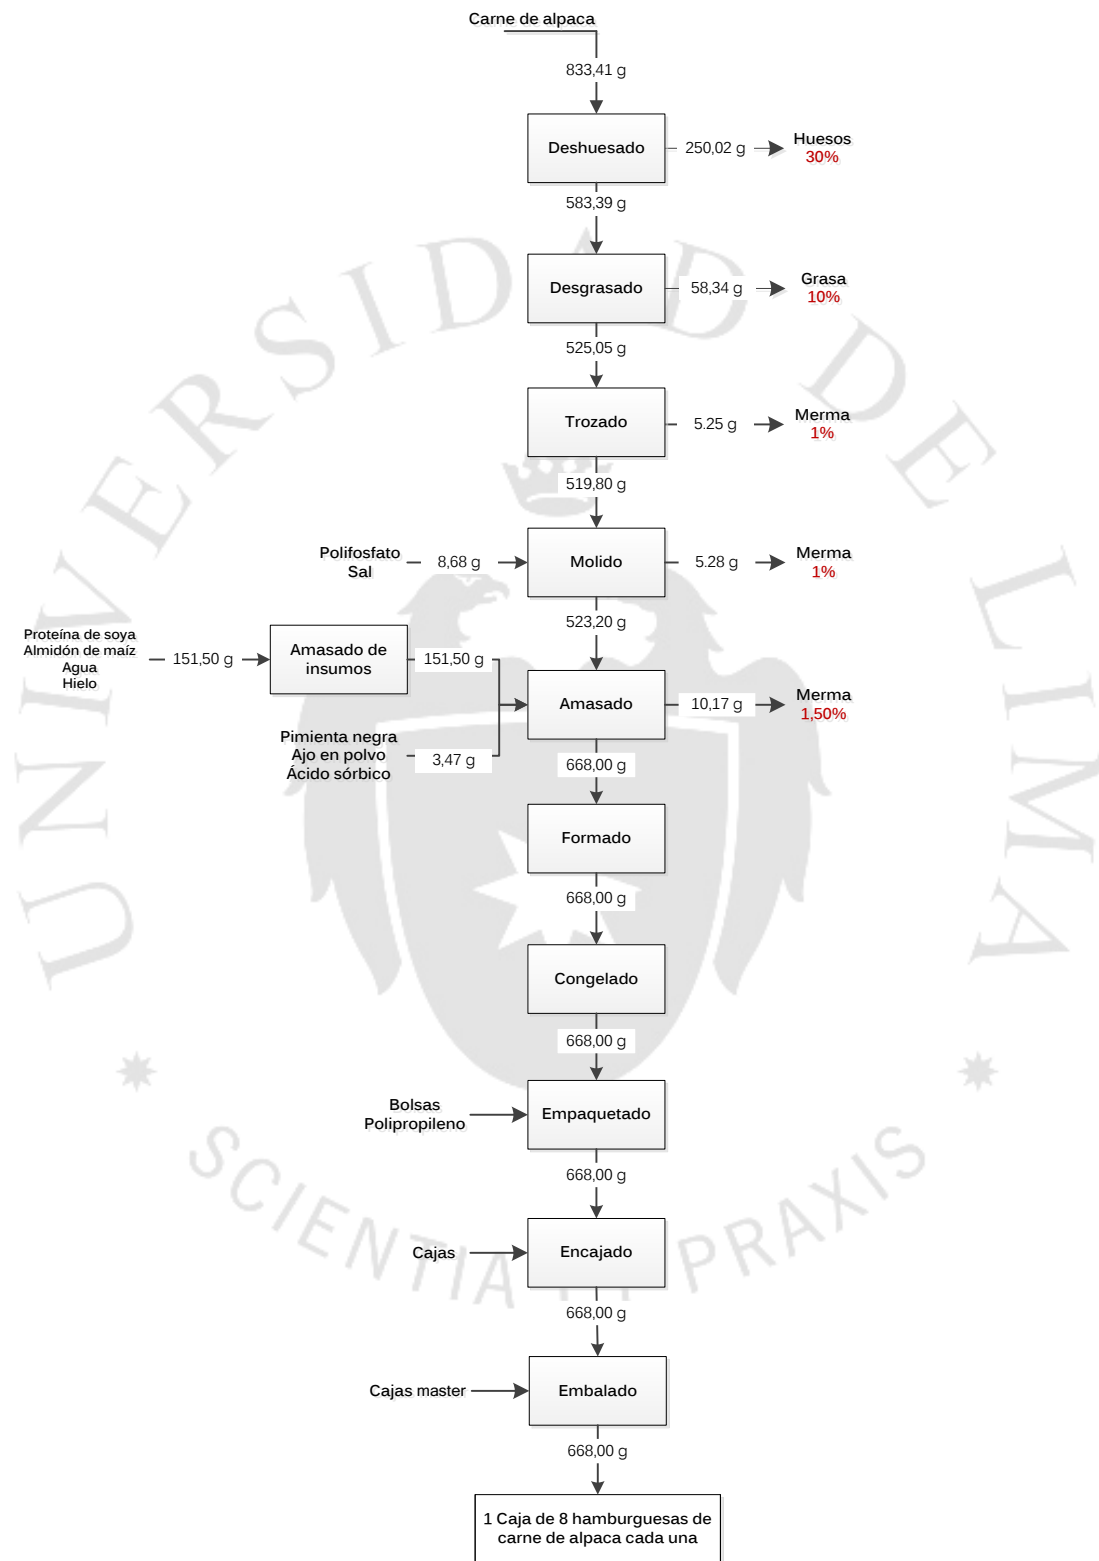 Carne de alpaca
833,41 g
Deshuesado
250,02 g
Huesos
30%
583,39 g
Desgrasado
58,34 g
Grasa
10%
525,05 g
Trozado
5.25 g
Merma
1%
519,80 g
Polifosfato
Sal
8,68 g
Molido
5.28 g
Merma
1%
523,20 g
Proteína de soya
Almidón de maíz
Agua
Hielo
151,50 g
Amasado de
insumos
151,50 g
Amasado
10,17 g
Merma
1,50%
Pimienta negra
Ajo en polvo
Ácido sórbico
3,47 g
668,00 g
Formado
668,00 g
Congelado
668,00 g
Bolsas
Polipropileno
Empaquetado
668,00 g
Cajas
Encajado
668,00 g
Cajas master
Embalado
668,00 g
1 Caja de 8 hamburguesas de
carne de alpaca cada una
UNIVERSIDAD DE LIMA
SCIENTIA ET PRAXIS